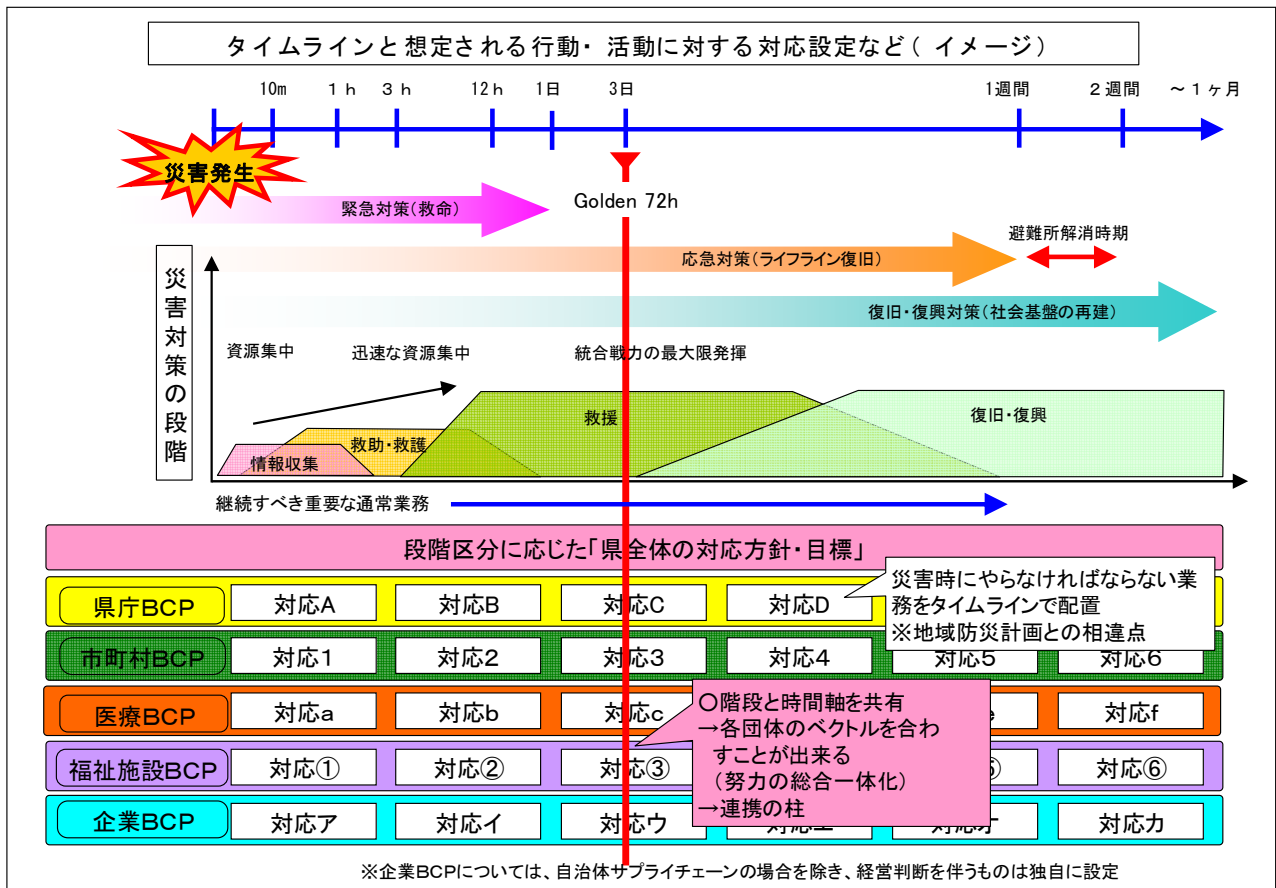 タイムラインと想定される行動・活動に対する対応設定など(イメージ)
10m 1h 3h 12h 1日 3日 1週間 2週間 ~1ヶ月
災害発生
Golden 72h
緊急対策(救命)
避難所解消時期
応急対策(ライフライン復旧)
災害対策の段階
復旧・復興対策(社会基盤の再建)
資源集中 迅速な資源集中 統合戦力の最大限発揮
救援 復旧・復興
救助・救護
情報収集
継続すべき重要な通常業務
段階区分に応じた「県全体の対応方針・目標」
県庁BCP 対応A 対応B 対応C 対応D
災害時にやらなければならない業
務をタイムラインで配置
※地域防災計画との相違点
市町村BCP 対応1 対応2 対応3 対応4 対応5 対応6
医療BCP 対応a 対応b 対応c e 対応f
〇階段と時間軸を共有
→各団体のベクトルを合わ
すことが出来る
(努力の総合一体化)
→連携の柱
福祉施設BCP 対応① 対応② 対応③ 対応⑥
企業BCP 対応ア 対応イ 対応ウ 対応カ
※企業BCPについては、自治体サプライチェーンの場合を除き、経営判断を伴うものは独自に設定